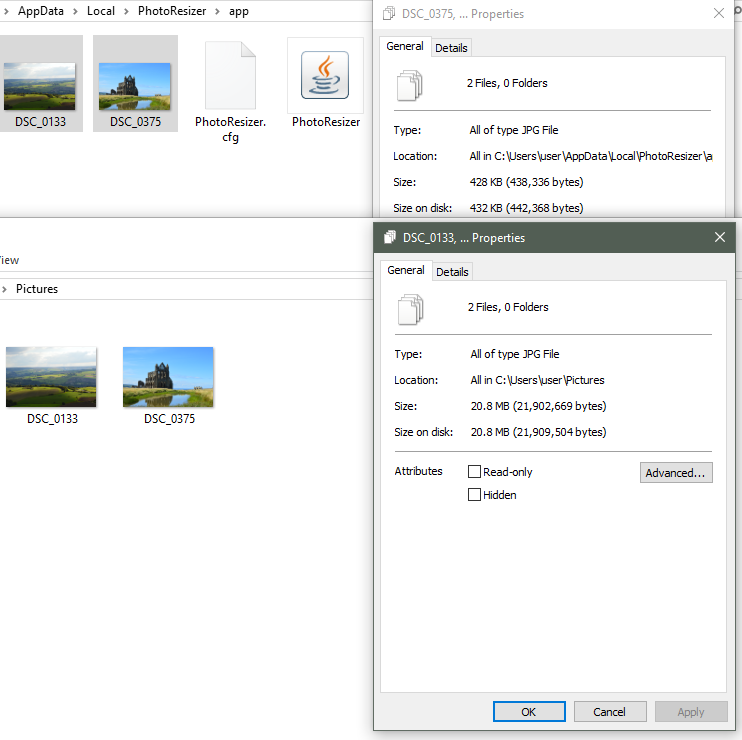 AppData > Local > PhotoResizer > app
DSC_0133
DSC_0375
PhotoResizer.
cfg
PhotoResizer
DSC_0375, ... Properties
General
Details
2 Files, 0 Folders
Type: All of type JPG File
Location: All in C:\Users\user\AppData\Local\PhotoResizer\a
Size: 428 KB (438,336 bytes)
Size on disk: 432 KB (442,368 bytes)
iew
> Pictures
DSC_0133
DSC_0375
DSC_0133, ... Properties
General
Details
2 Files, 0 Folders
Type: All of type JPG File
Location: All in C:\Users\user\Pictures
Size: 20.8 MB (21,902,669 bytes)
Size on disk: 20.8 MB (21,909,504 bytes)
Attributes
Read-only
Advanced...
Hidden
OK
Cancel
Apply